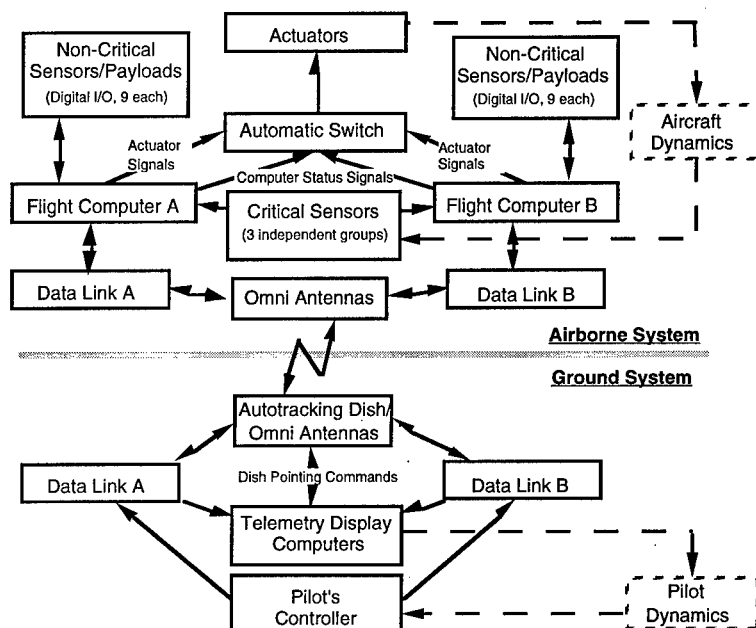 Actuators
Non-Critical
Sensors/Payloads
(Digital I/O, 9 each)
Non-Critical
Sensors/Payloads
(Digital I/O, 9 each)
Aircraft
Dynamics
Automatic Switch
Actuator
Signals
Actuator
Signals
Computer Status Signals
Flight Computer A
Critical Sensors
(3 independent groups)
Flight Computer B
Data Link A
Omni Antennas
Data Link B
Airborne System
Ground System
Autotracking Dish/
Omni Antennas
Data Link A
Dish Pointing Commands
Data Link B
Telemetry Display
Computers
Pilot's
Controller
Pilot
Dynamics